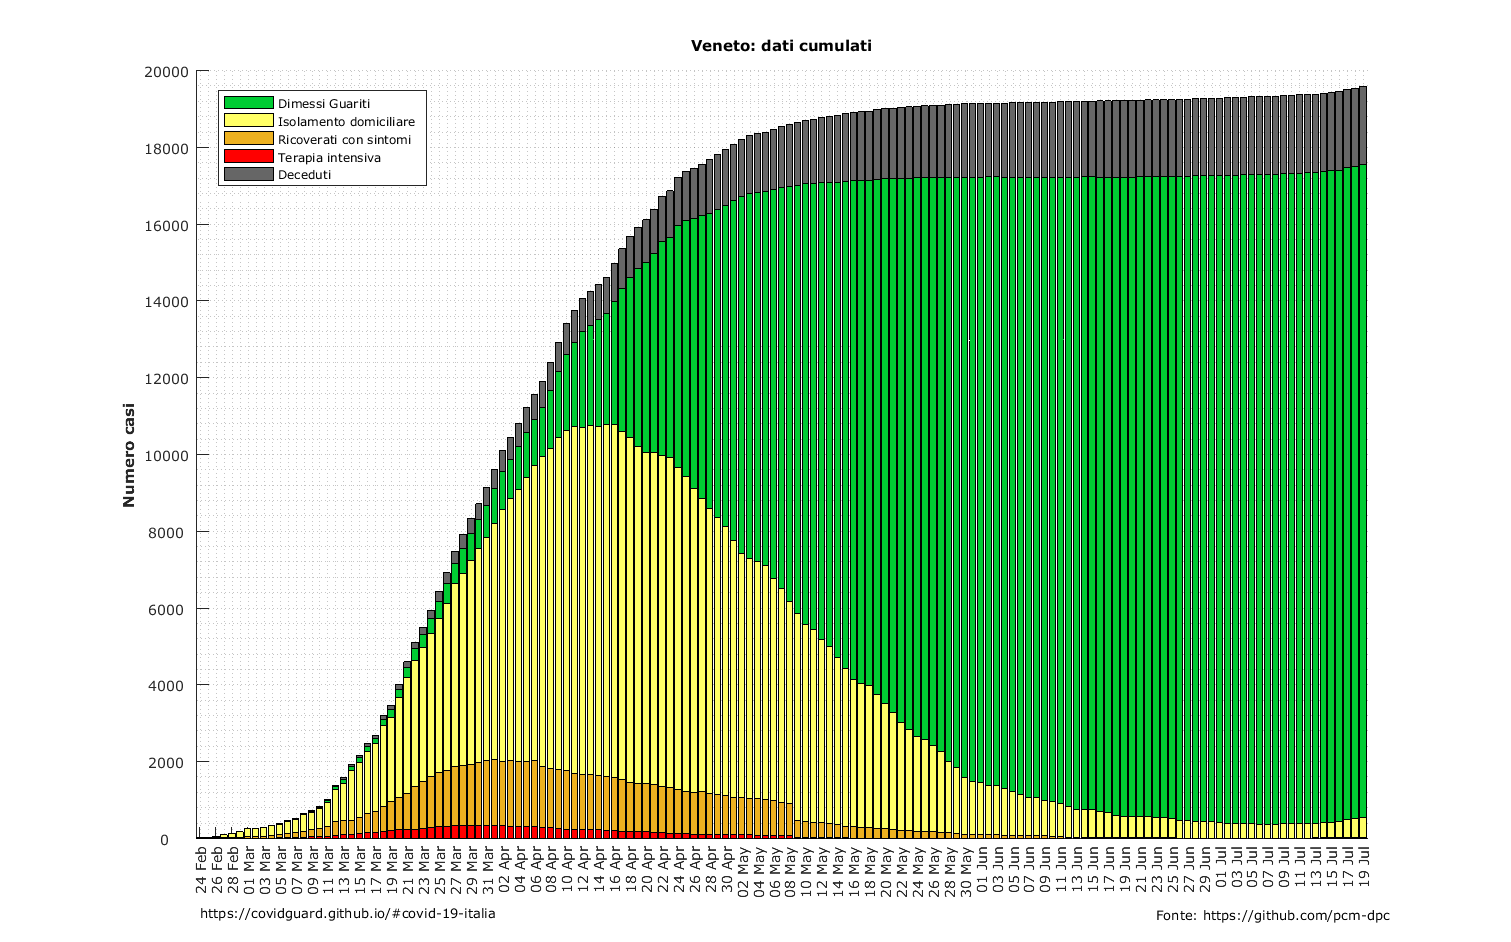 Veneto: dati cumulati
20000
18000
16000
14000
12000
10000
8000
6000
4000
2000
0
Numero casi
Dimessi Guariti
Isolamento domiciliare
Ricoverati con sintomi
Terapia intensiva
Deceduti
24 Feb
26 Feb
28 Feb
01 Mar
03 Mar
05 Mar
07 Mar
09 Mar
11 Mar
13 Mar
15 Mar
17 Mar
19 Mar
21 Mar
23 Mar
25 Mar
27 Mar
29 Mar
31 Mar
02 Apr
04 Apr
06 Apr
08 Apr
10 Apr
12 Apr
14 Apr
16 Apr
18 Apr
20 Apr
22 Apr
24 Apr
26 Apr
28 Apr
30 Apr
02 May
04 May
06 May
08 May
10 May
12 May
14 May
16 May
18 May
20 May
22 May
24 May
26 May
28 May
30 May
01 Jun
03 Jun
05 Jun
07 Jun
09 Jun
11 Jun
13 Jun
15 Jun
17 Jun
19 Jun
21 Jun
23 Jun
25 Jun
27 Jun
29 Jun
01 Jul
03 Jul
05 Jul
07 Jul
09 Jul
11 Jul
13 Jul
15 Jul
17 Jul
19 Jul
https://covidguard.github.io/#covid-19-italia
Fonte: https://github.com/pcm-dpc